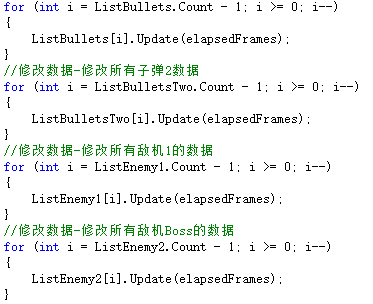 for (int i = ListBullets.Count - 1; i >= 0; i--)
{
    ListBullets[i].Update(elapsedFrames);
}
//修改数据-修改所有子弹2数据
for (int i = ListBulletsTwo.Count - 1; i >= 0; i--)
{
    ListBulletsTwo[i].Update(elapsedFrames);
}
//修改数据-修改所有敌机1的数据
for (int i = ListEnemy1.Count - 1; i >= 0; i--)
{
    ListEnemy1[i].Update(elapsedFrames);
}
//修改数据-修改所有敌机Boss的数据
for (int i = ListEnemy2.Count - 1; i >= 0; i--)
{
    ListEnemy2[i].Update(elapsedFrames);
}